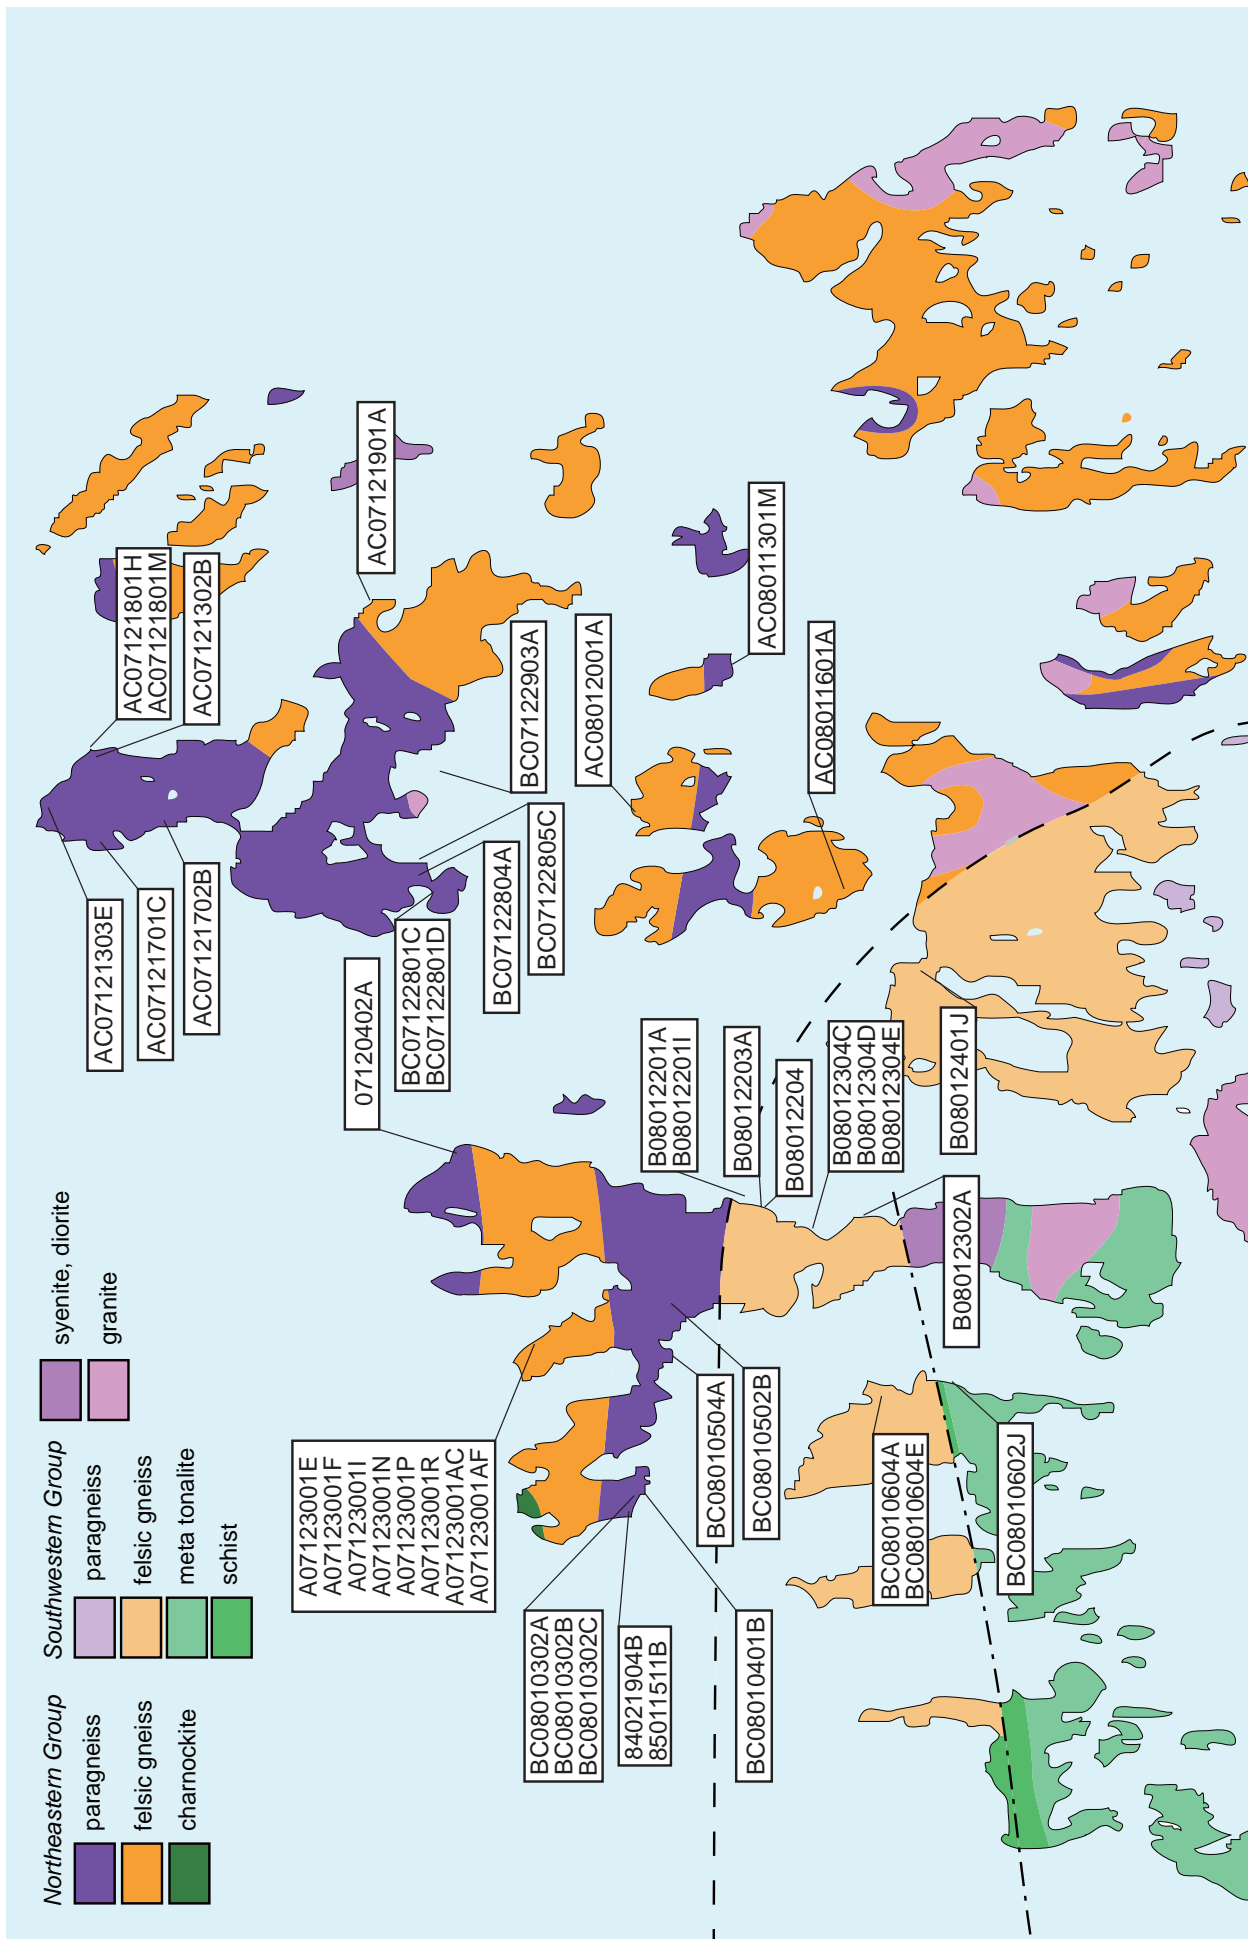 Northeastern Group
paragneiss
felsic gneiss
charnockite
Southwestern Group
paragneiss
felsic gneiss
meta tonalite
schist
syenite, diorite
granite
AC07121303E
AC07121701C
AC07121702B
AC07121801H
AC07121801M
AC07121302B
AC07121901A
071220402A
BC07122801C
BC07122801D
BC07122804A
BC07122805C
BC07122903A
AC08012001A
AC08011301M
AC08011601A
A07123001E
A07123001F
A07123001I
A07123001N
A07123001P
A07123001R
A07123001AC
A07123001AF
BC08010302A
BC08010302B
BC08010302C
84021904B
85011511B
BC08010401B
BC08010504A
BC08010502B
B08012201A
B08012201I
B08012203A
B08012204
B08012304C
B08012304D
B08012304E
B08012401J
B08012302A
BC08010604A
BC08010604E
BC08010602J